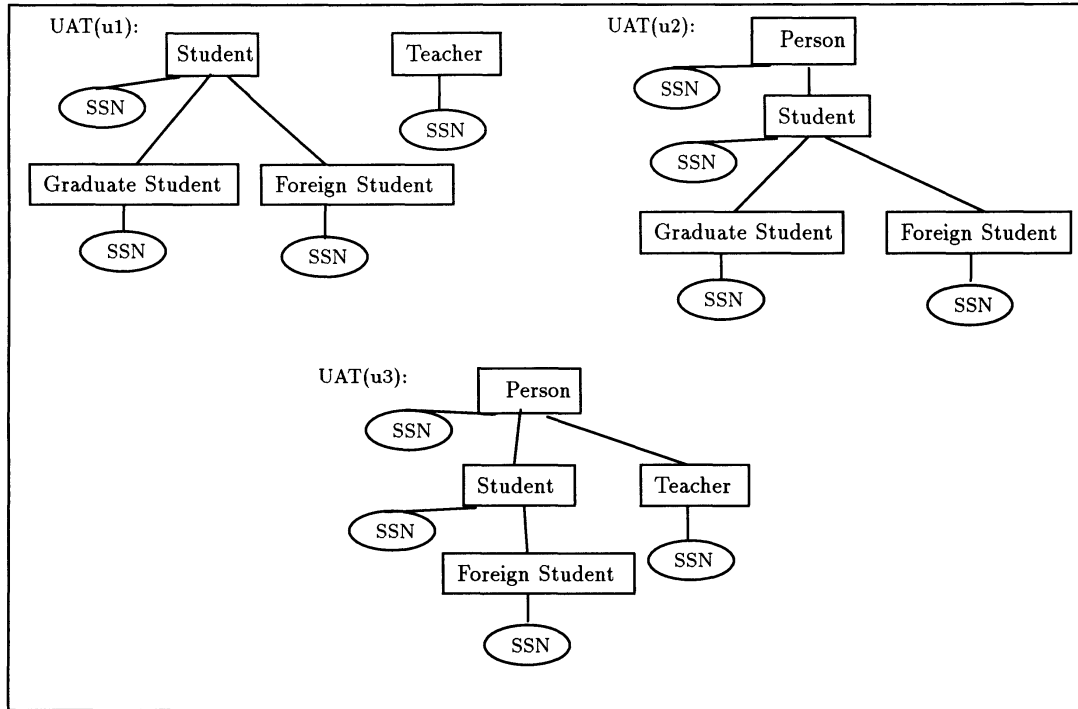 UAT(u1):
Student
Teacher
SSN
SSN
Graduate Student
Foreign Student
SSN
SSN
UAT(u2):
Person
SSN
Student
SSN
Graduate Student
Foreign Student
SSN
SSN
UAT(u3):
Person
SSN
Student
Teacher
SSN
SSN
Foreign Student
SSN